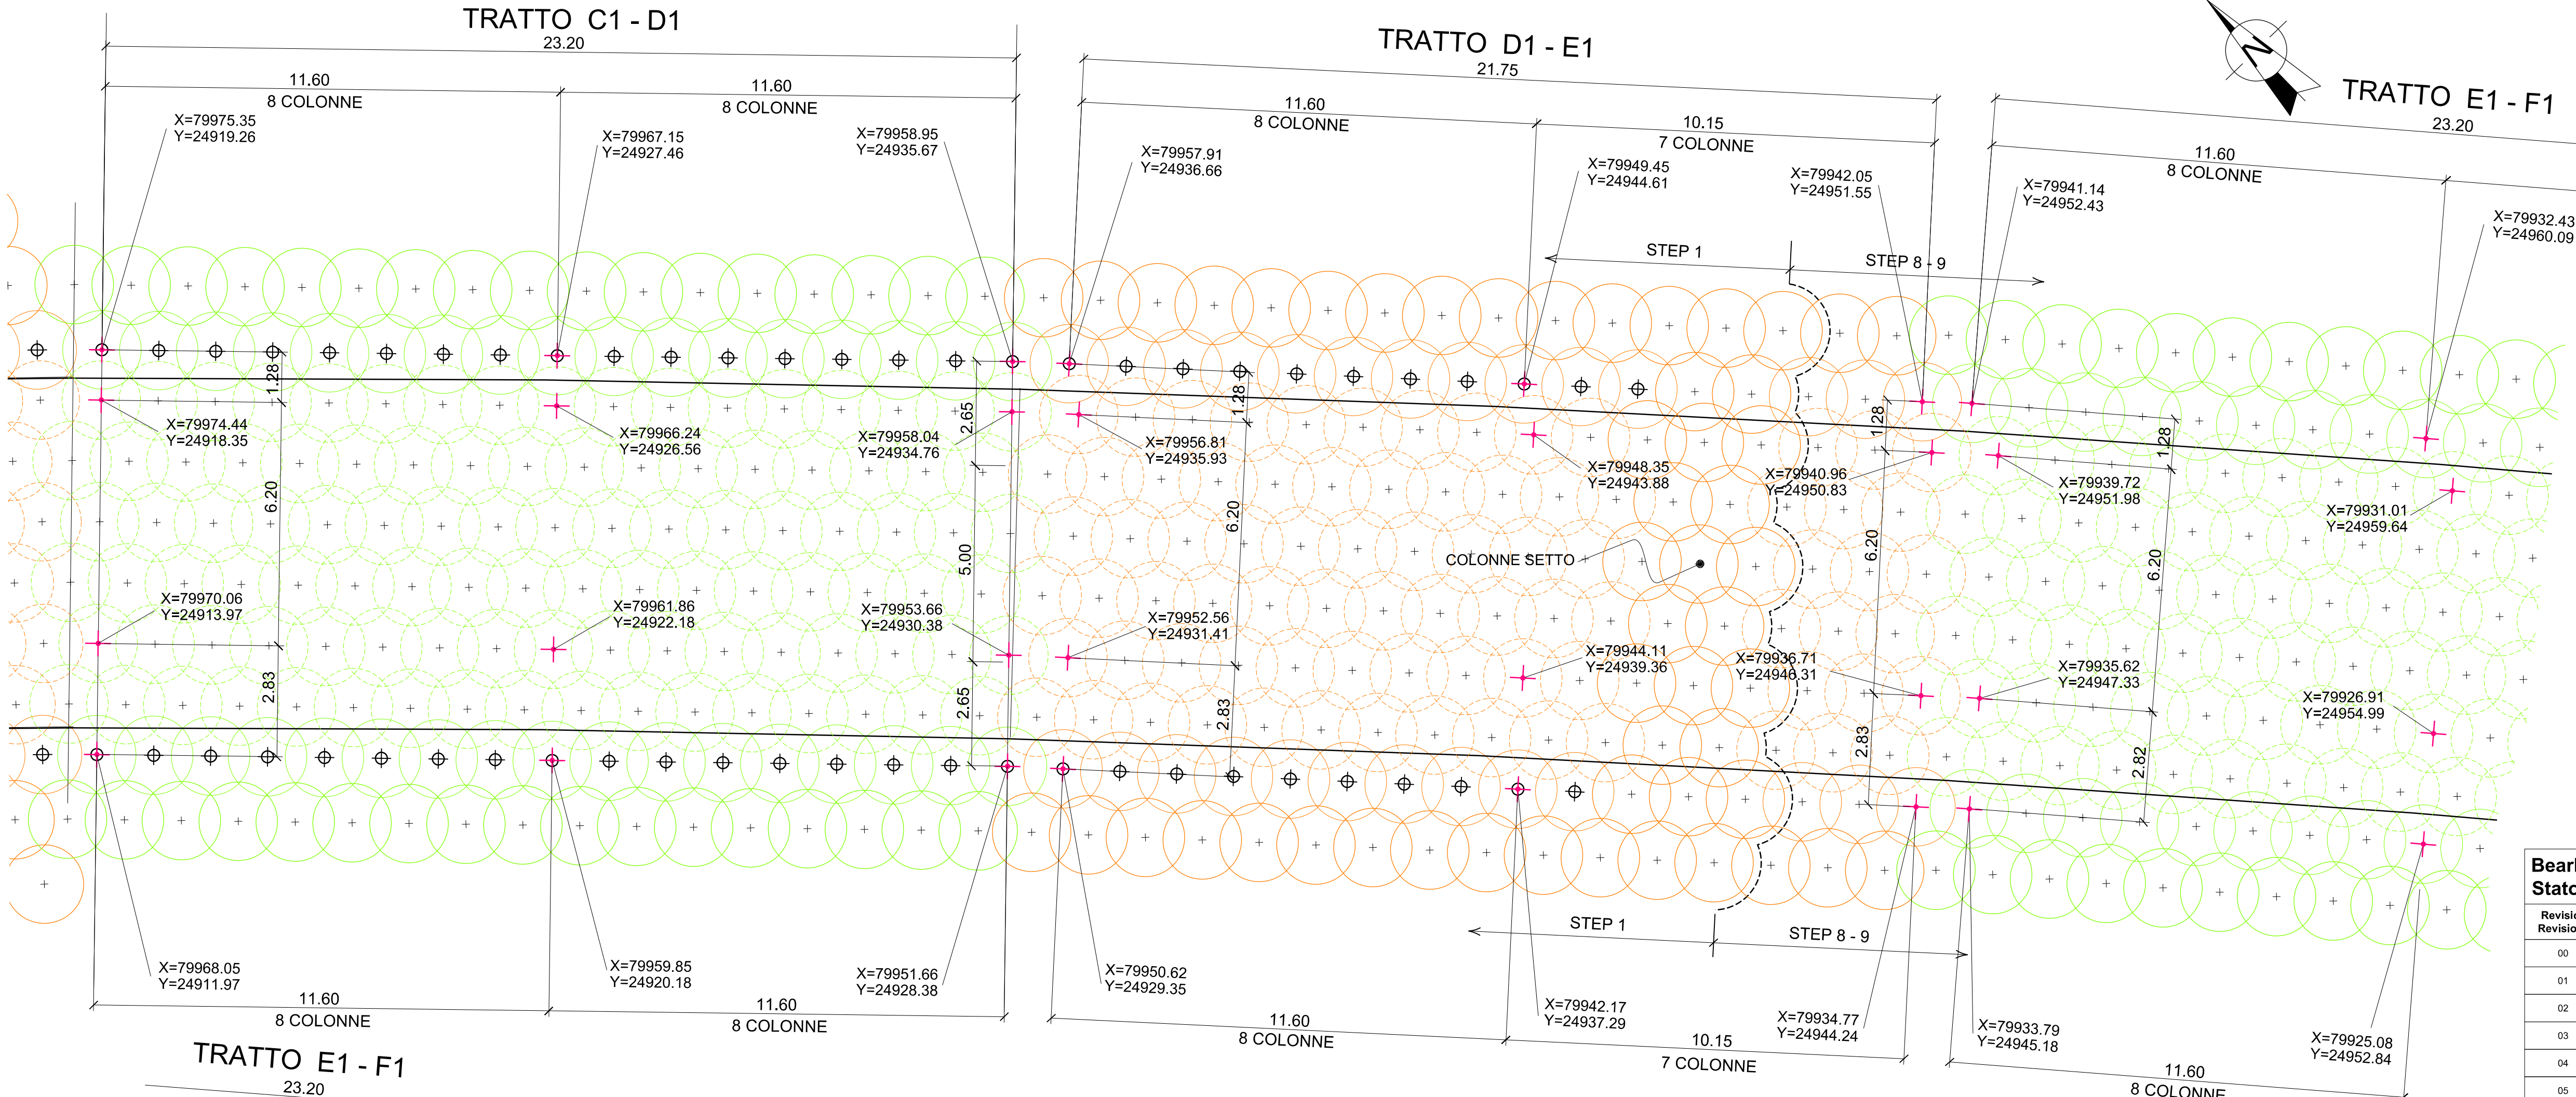 TRATTO C1 - D1
23.20
11.60
8 COLONNE
11.60
8 COLONNE
TRATTO D1 - E1
21.75
11.60
8 COLONNE
10.15
7 COLONNE
N
TRATTO E1 - F1
23.20
11.60
8 COLONNE
X=79975.35
Y=24919.26
X=79967.15
Y=24927.46
X=79958.95
Y=24935.67
X=79957.91
Y=24936.66
X=79949.45
Y=24944.61
X=79942.05
Y=24951.55
X=79941.14
Y=24952.43
X=79932.43
Y=24960.09
STEP 1
STEP 8 - 9
1.28
2.65
1.28
1.28
1.28
X=79974.44
Y=24918.35
X=79966.24
Y=24926.56
X=79958.04
Y=24934.76
X=79956.81
Y=24935.93
X=79948.35
Y=24943.88
X=79940.96
Y=24950.83
X=79939.72
Y=24951.98
X=79931.01
Y=24959.64
6.20
5.00
6.20
6.20
6.20
COLONNE SETTO
X=79970.06
Y=24913.97
X=79961.86
Y=24922.18
X=79953.66
Y=24930.38
X=79952.56
Y=24931.41
X=79944.11
Y=24939.36
X=79936.71
Y=24946.31
X=79935.62
Y=24947.33
X=79926.91
Y=24954.99
2.83
2.65
2.83
2.83
2.82
STEP 1
STEP 8 - 9
X=79968.05
Y=24911.97
X=79959.85
Y=24920.18
X=79951.66
Y=24928.38
X=79950.62
Y=24929.35
X=79942.17
Y=24937.29
X=79934.77
Y=24944.24
X=79933.79
Y=24945.18
X=79925.08
Y=24952.84
11.60
8 COLONNE
11.60
8 COLONNE
11.60
8 COLONNE
10.15
7 COLONNE
11.60
8 COLONNE
TRATTO E1 - F1
23.20
00
01
02
03
04
05